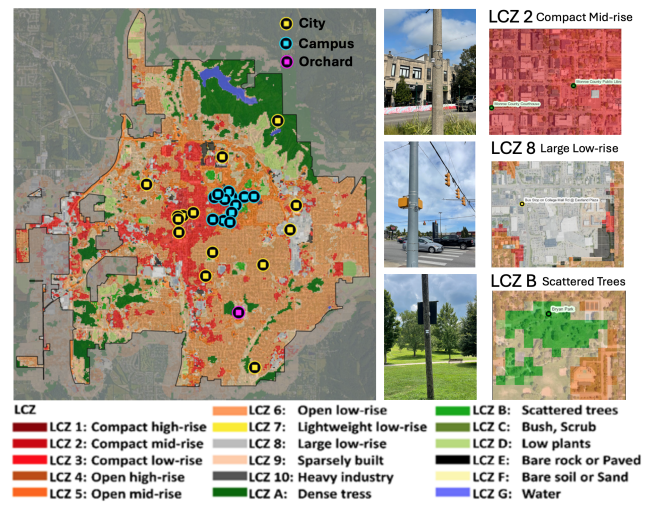 City
Campus
Orchard
LCZ 2 Compact Mid-rise
Monroe County Public Libra
Monroe County Courthouse
LCZ 8 Large Low-rise
LCZ B Scattered Trees
Bryan Park
LCZ
LCZ 1: Compact high-rise
LCZ 2: Compact mid-rise
LCZ 3: Compact low-rise
LCZ 4: Open high-rise
LCZ 5: Open mid-rise
LCZ 6: Open low-rise
LCZ 7: Lightweight low-rise
LCZ 8: Large low-rise
LCZ 9: Sparsely built
LCZ 10: Heavy industry
LCZ A: Dense tress
LCZ B: Scattered trees
LCZ C: Bush, Scrub
LCZ D: Low plants
LCZ E: Bare rock or Paved
LCZ F: Bare soil or Sand
LCZ G: Water